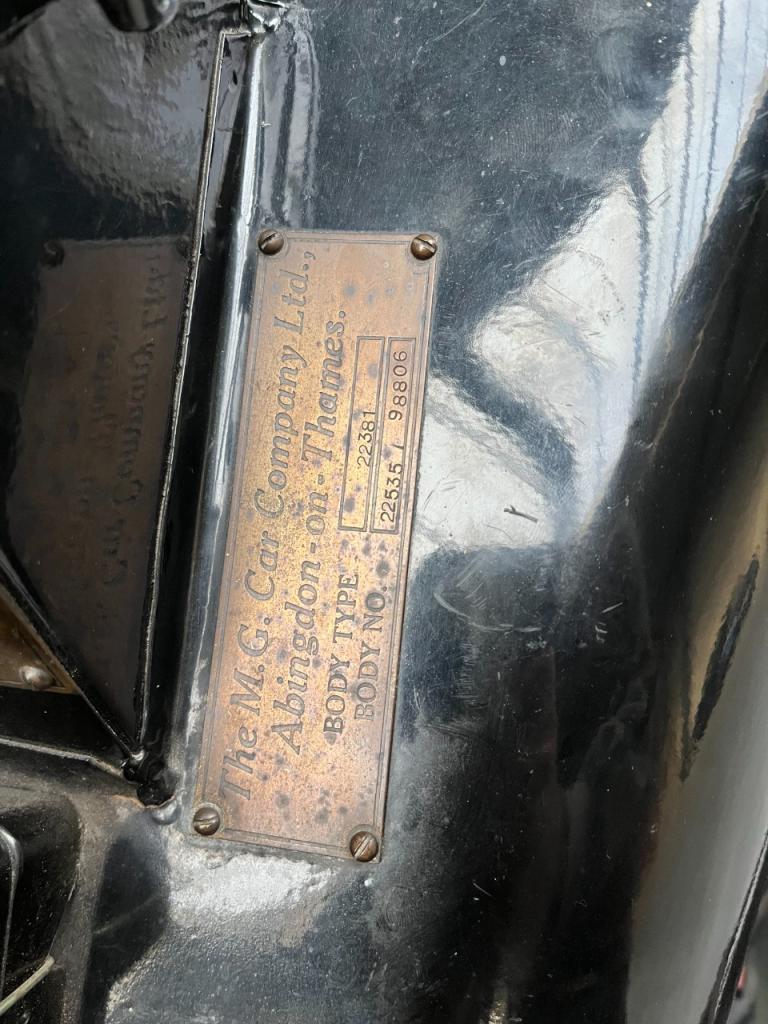 The M.G. Car Company Ltd.,
Abingdon-on-Thames.
BODY TYPE 22381
BODY NO. 22535 / 98806